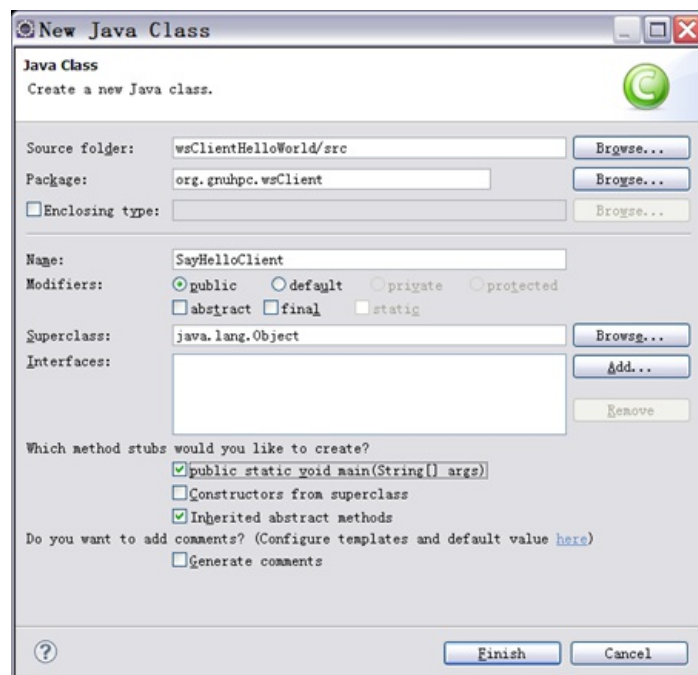 New Java Class
Java Class
Create a new Java class.
Source folder: wsClientHelloWorld/src Browse...
Package: org.gnuhpc.wsClient Browse...
Enclosing type: Browse...
Name: SayHelloClient
Modifiers: public default private protected
abstract final static
Superclass: java.lang.Object Browse...
Interfaces: Add...
Remove
Which method stubs would you like to create?
public static void main(String[] args)
Constructors from superclass
Inherited abstract methods
Do you want to add comments? (Configure templates and default value here)
Generate comments
? Finish Cancel